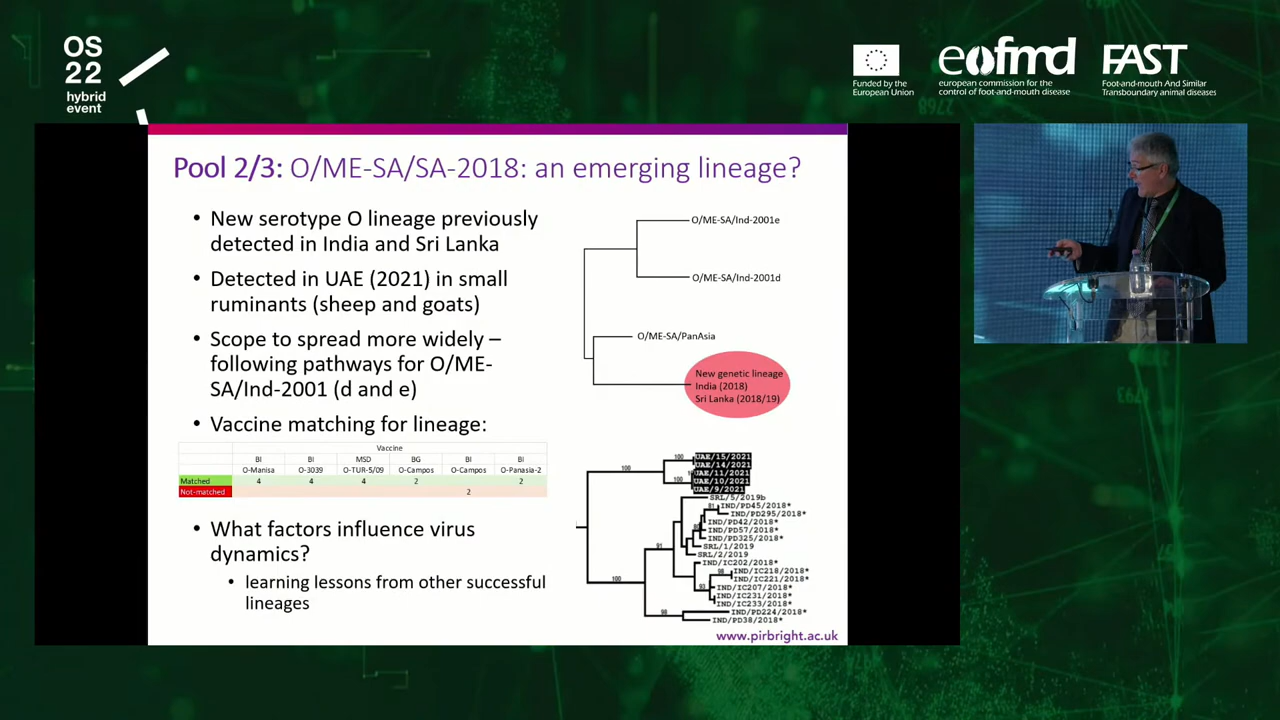 OS
22
hybrid
event
Funded by the
European Union
eofmd
european commission for the
control of foot-and-mouth disease
FAST
Foot-and-mouth And Similar
Transboundary animal diseases
Pool 2/3: O/ME-SA/SA-2018: an emerging lineage?
• New serotype O lineage previously
detected in India and Sri Lanka
• Detected in UAE (2021) in small
ruminants (sheep and goats)
• Scope to spread more widely –
following pathways for O/ME-
SA/Ind-2001 (d and e)
• Vaccine matching for lineage:
Vaccine
BI BI MSD BG BI BI
O-Manisa O-3039 O-TUR-5/09 O-Campos O-Campos O-Panasia-2
Matched 4 4 4 2 2
Not-matched 2
• What factors influence virus
dynamics?
• learning lessons from other successful
lineages
O/ME-SA/Ind-2001e
O/ME-SA/Ind-2001d
O/ME-SA/PanAsia
New genetic lineage
India (2018)
Sri Lanka (2018/19)
100 UAE/15/2021
UAE/14/2021
100 UAE/11/2021
100 UAE/10/2021
UAE/9/2021
SRL/5/2019b
81 IND/PD45/2018*
IND/PD295/2018*
IND/PD42/2018*
IND/PD57/2018*
IND/PD325/2018*
91 SRL/1/2019
SRL/2/2019
IND/IC202/2018*
98 IND/IC218/2018*
IND/IC221/2018*
100 IND/IC207/2018*
IND/IC231/2018*
IND/IC233/2018*
98 IND/PD224/2018*
IND/PD38/2018*
www.pirbright.ac.uk